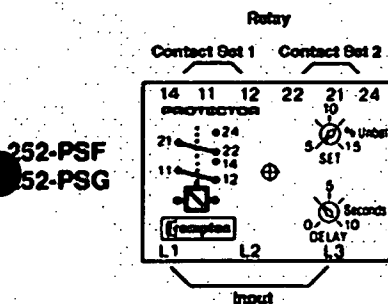 Relay
Contact Set 1 Contact Set 2
14 11 12 22 21 24
PROTECTOR
10
5 15
% Unbal
SET
21 24
22
14
11 12
252-PSF
252-PSG
5
0 10
Seconds
DELAY
Crompton
L1 L2 L3
Input